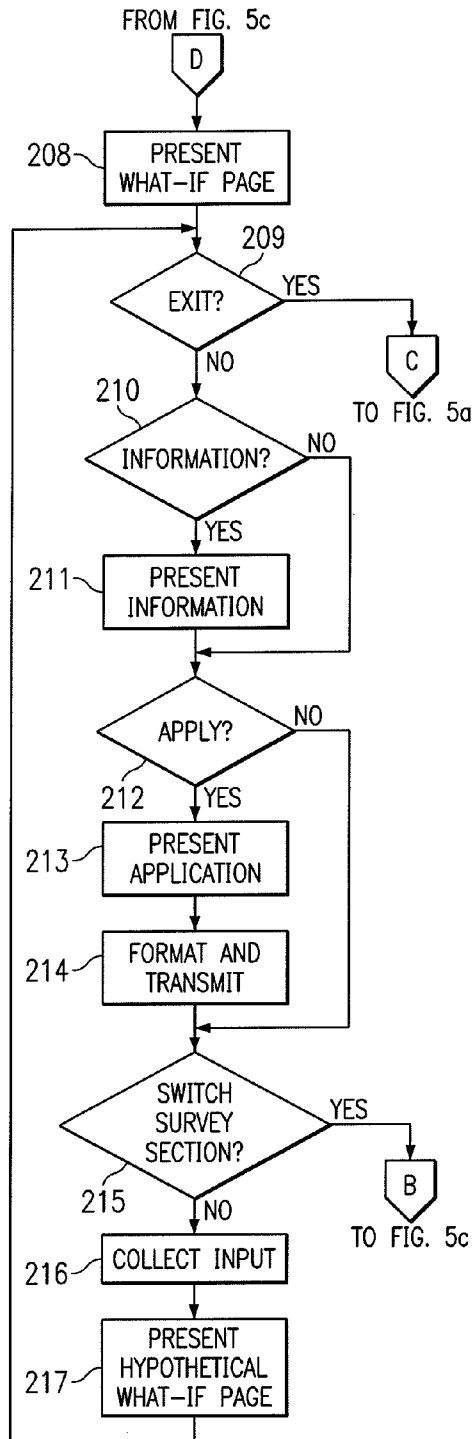 FROM FIG. 5c
D
208
PRESENT
WHAT-IF PAGE
209
EXIT?
YES
NO
C
TO FIG. 5a
210
INFORMATION?
NO
YES
211
PRESENT
INFORMATION
APPLY?
NO
212
YES
213
PRESENT
APPLICATION
214
FORMAT AND
TRANSMIT
SWITCH
SURVEY
SECTION?
YES
215
NO
B
TO FIG. 5c
216
COLLECT INPUT
217
PRESENT
HYPOTHETICAL
WHAT-IF PAGE